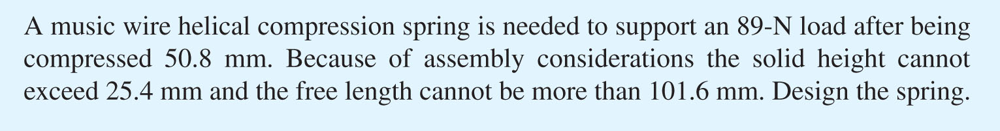 A music wire helical compression spring is needed to support an 89-N load after being
compressed 50.8 mm. Because of assembly considerations the solid height cannot
exceed 25.4 mm and the free length cannot be more than 101.6 mm. Design the spring.